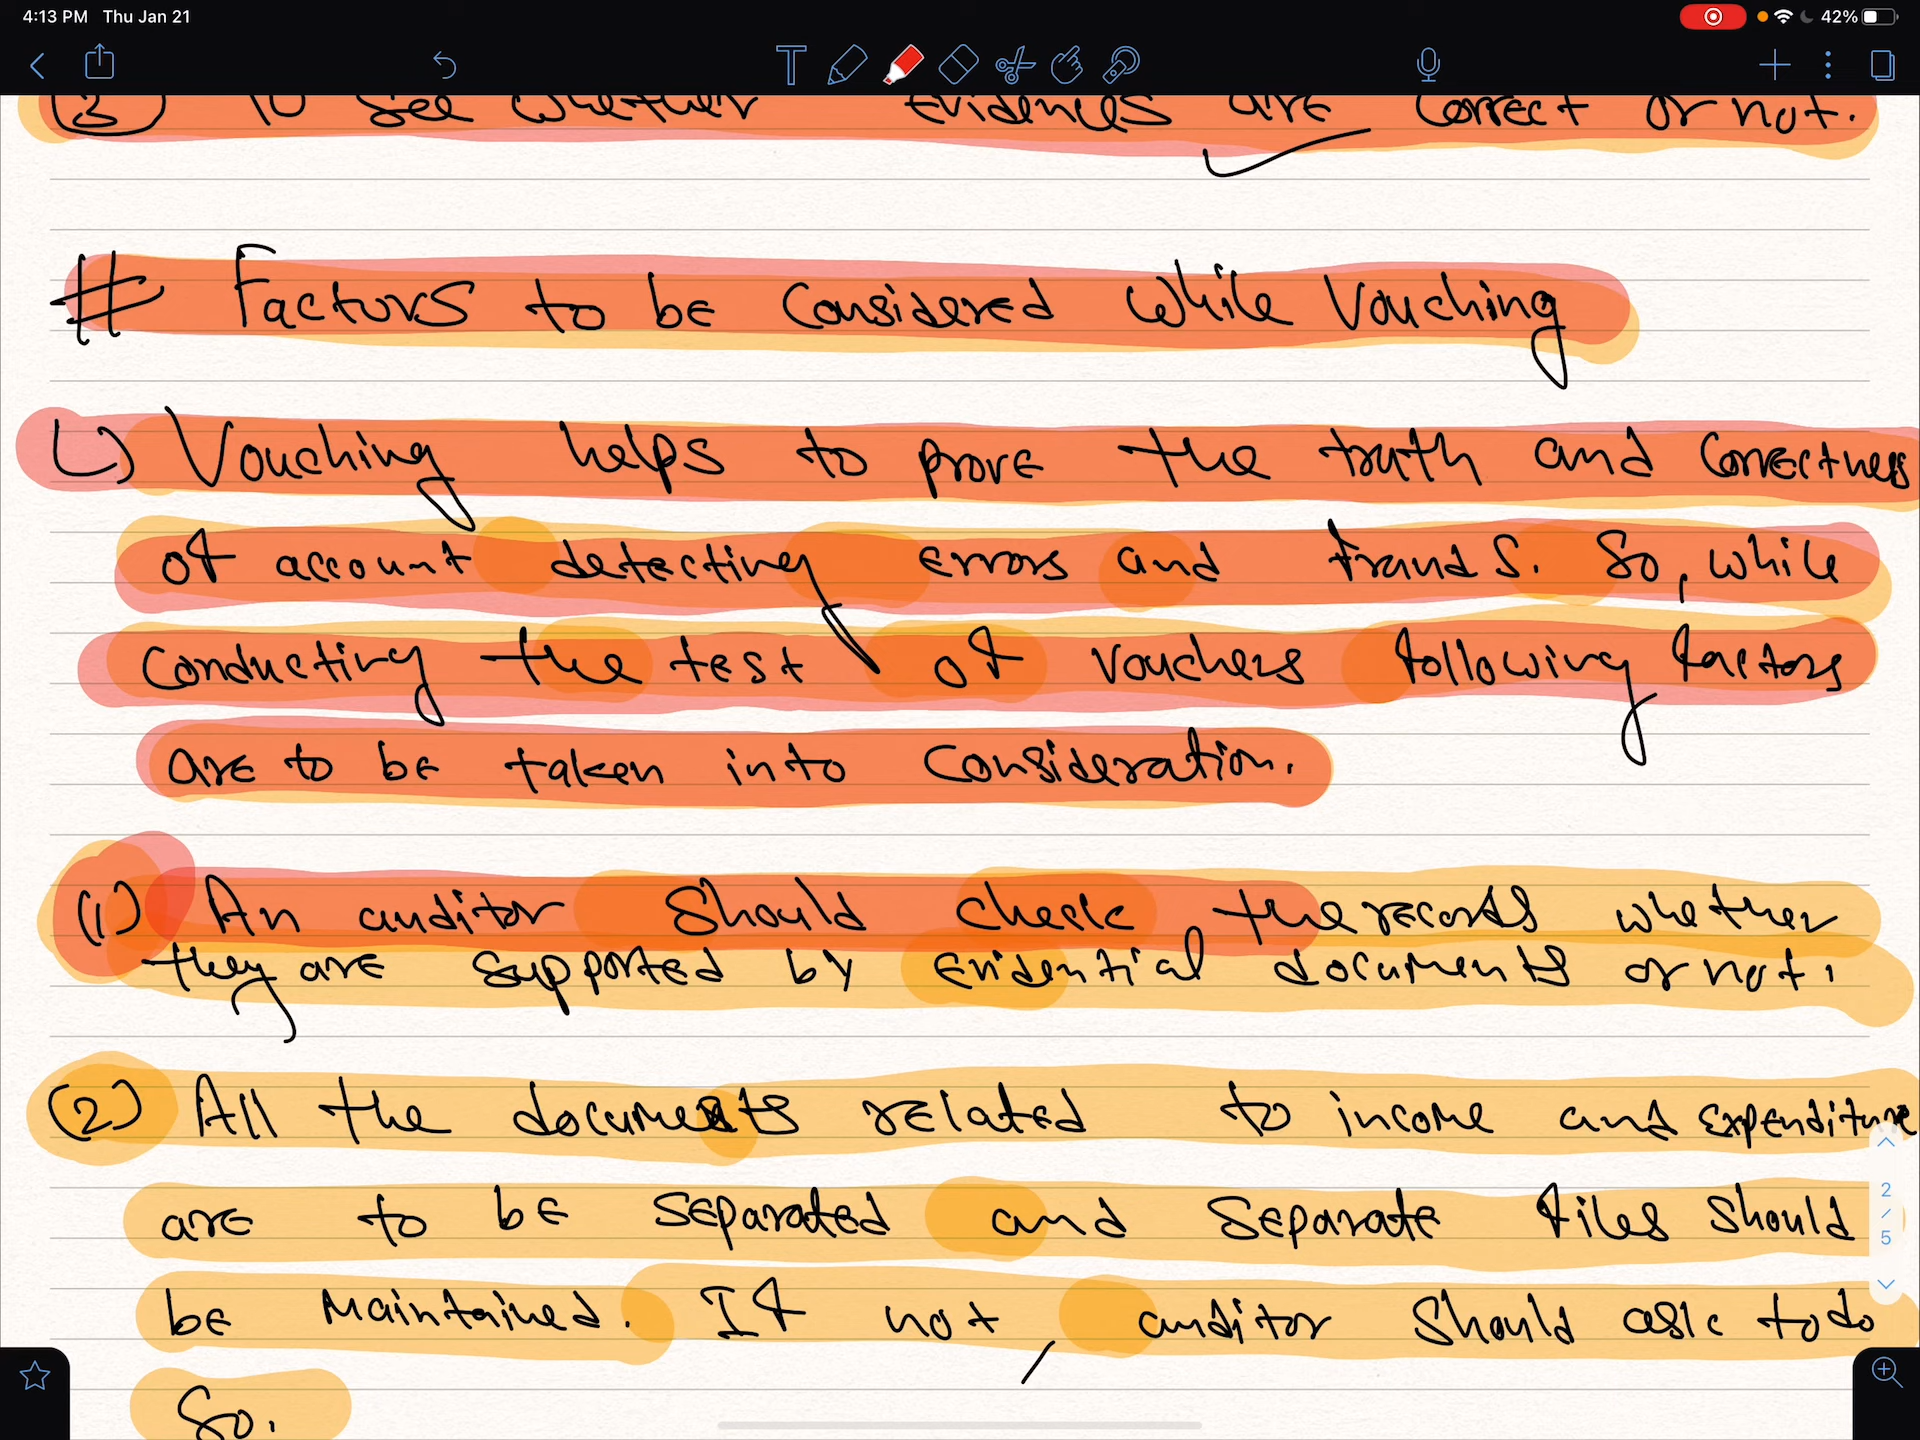 4:13 PM Thu Jan 21
42%
(3) To see whether evidences are correct or not.
# Factors to be Considered while Vouching
Vouching helps to prove the truth and Correctness
of account detecting errors and frauds. So, while
conducting the test of vouchers following factors
are to be taken into consideration.
(1) An auditor should check the records whether
they are supported by evidential documents or not.
(2) All the documents related to income and expenditure
are to be separated and separate files should
be maintained. If not, auditor should ask to do
So.
2
/
5